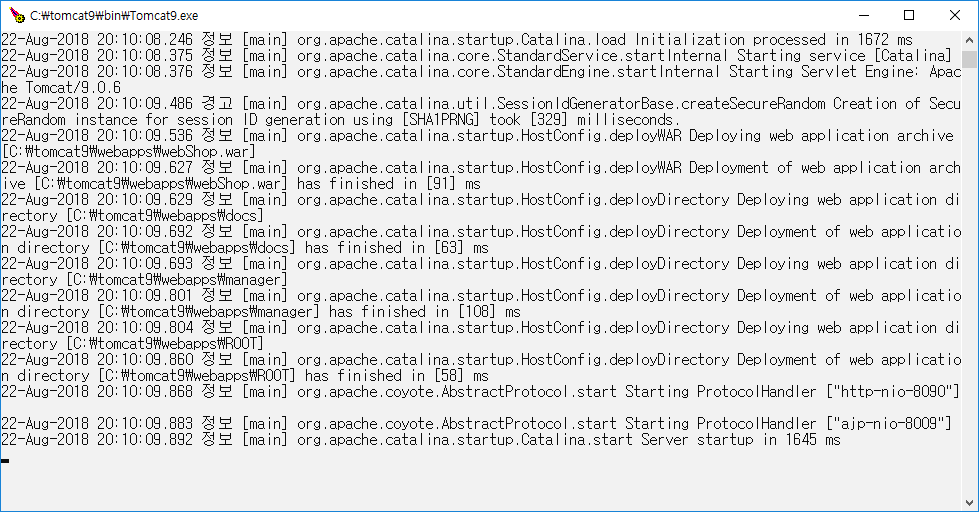 C:₩tomcat9₩bin₩Tomcat9.exe
22-Aug-2018 20:10:08.246 정보 [main] org.apache.catalina.startup.Catalina.load Initialization processed in 1672 ms
22-Aug-2018 20:10:08.375 정보 [main] org.apache.catalina.core.StandardService.startInternal Starting service [Catalina]
22-Aug-2018 20:10:08.376 정보 [main] org.apache.catalina.core.StandardEngine.startInternal Starting Servlet Engine: Apac
he Tomcat/9.0.6
22-Aug-2018 20:10:09.486 경고 [main] org.apache.catalina.util.SessionIdGeneratorBase.createSecureRandom Creation of Secu
reRandom instance for session ID generation using [SHA1PRNG] took [329] milliseconds.
22-Aug-2018 20:10:09.536 정보 [main] org.apache.catalina.startup.HostConfig.deployWAR Deploying web application archive
[C:₩tomcat9₩webapps₩webShop.war]
22-Aug-2018 20:10:09.627 정보 [main] org.apache.catalina.startup.HostConfig.deployWAR Deployment of web application arch
ive [C:₩tomcat9₩webapps₩webShop.war] has finished in [91] ms
22-Aug-2018 20:10:09.629 정보 [main] org.apache.catalina.startup.HostConfig.deployDirectory Deploying web application di
rectory [C:₩tomcat9₩webapps₩docs]
22-Aug-2018 20:10:09.692 정보 [main] org.apache.catalina.startup.HostConfig.deployDirectory Deployment of web applicatio
n directory [C:₩tomcat9₩webapps₩docs] has finished in [63] ms
22-Aug-2018 20:10:09.693 정보 [main] org.apache.catalina.startup.HostConfig.deployDirectory Deploying web application di
rectory [C:₩tomcat9₩webapps₩manager]
22-Aug-2018 20:10:09.801 정보 [main] org.apache.catalina.startup.HostConfig.deployDirectory Deployment of web applicatio
n directory [C:₩tomcat9₩webapps₩manager] has finished in [108] ms
22-Aug-2018 20:10:09.804 정보 [main] org.apache.catalina.startup.HostConfig.deployDirectory Deploying web application di
rectory [C:₩tomcat9₩webapps₩ROOT]
22-Aug-2018 20:10:09.860 정보 [main] org.apache.catalina.startup.HostConfig.deployDirectory Deployment of web applicatio
n directory [C:₩tomcat9₩webapps₩ROOT] has finished in [58] ms
22-Aug-2018 20:10:09.868 정보 [main] org.apache.coyote.AbstractProtocol.start Starting ProtocolHandler ["http-nio-8090"]
22-Aug-2018 20:10:09.883 정보 [main] org.apache.coyote.AbstractProtocol.start Starting ProtocolHandler ["ajp-nio-8009"]
22-Aug-2018 20:10:09.892 정보 [main] org.apache.catalina.startup.Catalina.start Server startup in 1645 ms